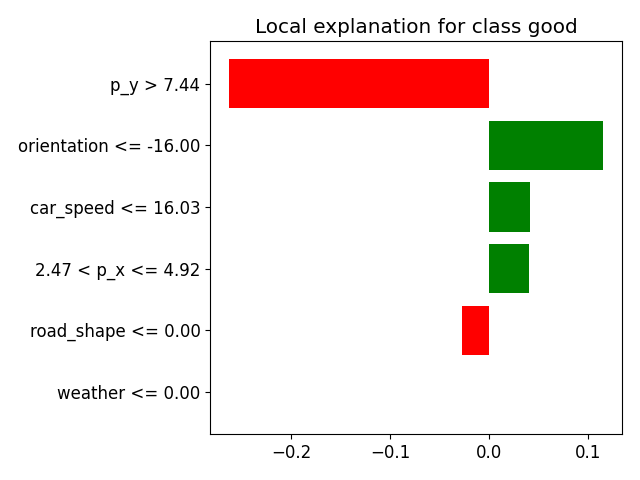 Local explanation for class good
p_y > 7.44
orientation <= -16.00
car_speed <= 16.03
2.47 < p_x <= 4.92
road_shape <= 0.00
weather <= 0.00
−0.2 −0.1 0.0 0.1